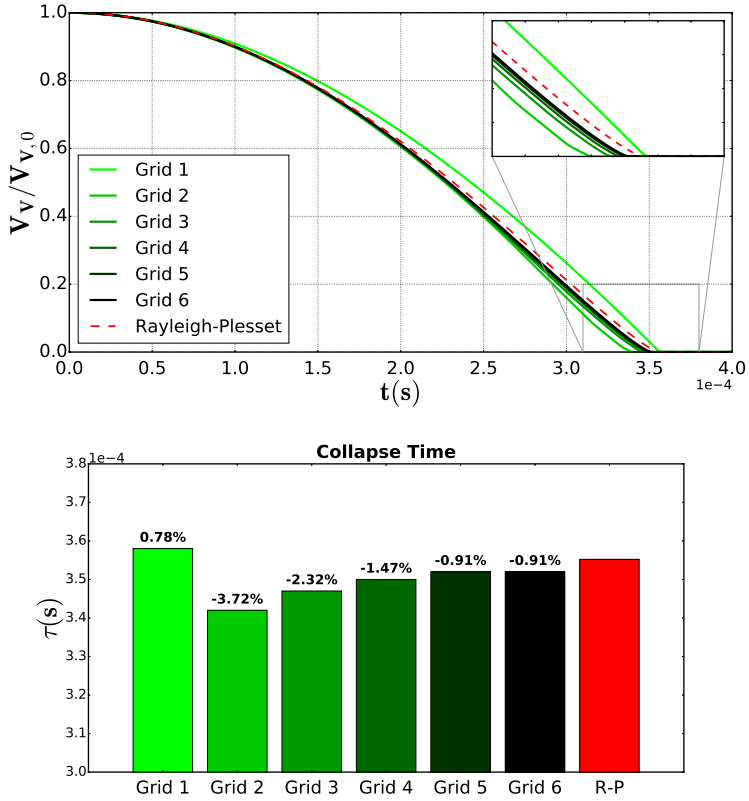 1.0
0.8
0.6
0.4
0.2
0.0
V_V/V_{V,0}
Grid 1
Grid 2
Grid 3
Grid 4
Grid 5
Grid 6
Rayleigh-Plesset
0.0 0.5 1.0 1.5 2.0 2.5 3.0 3.5 4.0
1e−4
t(s)
Collapse Time
1e−4
3.8
3.7
3.6
3.5
3.4
3.3
3.2
3.1
3.0
τ(s)
0.78%
-3.72%
-2.32%
-1.47%
-0.91%
-0.91%
Grid 1 Grid 2 Grid 3 Grid 4 Grid 5 Grid 6 R-P